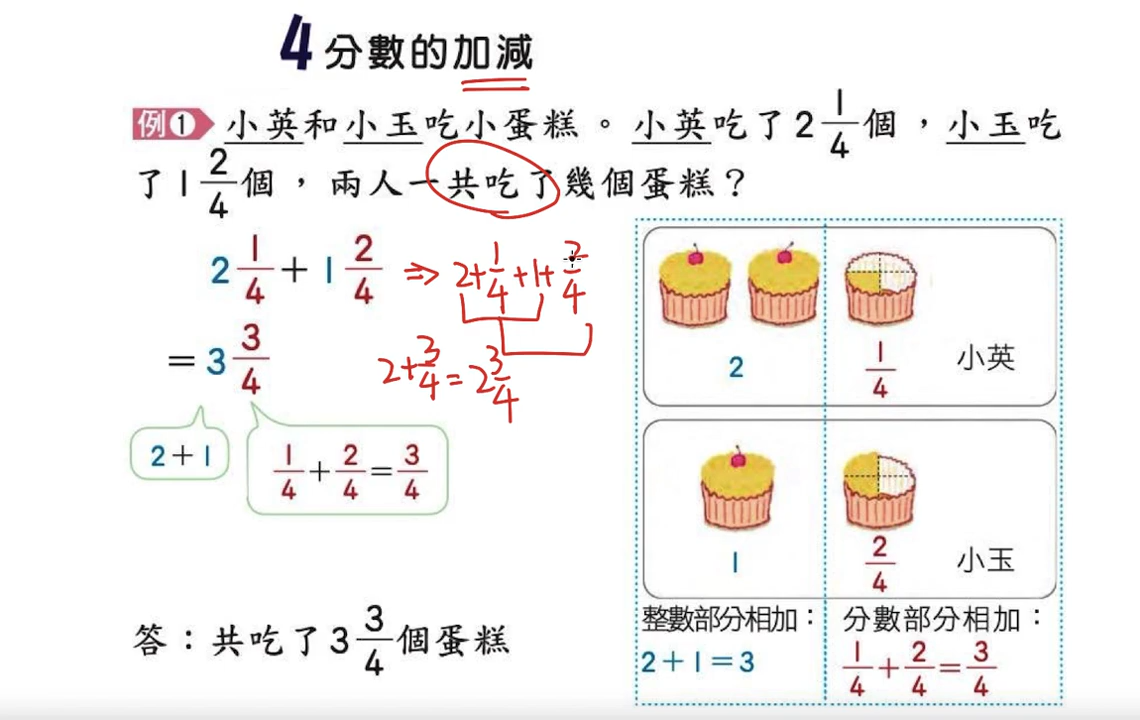 4 分數的加減
例1 小英和小玉吃小蛋糕。小英吃了2 1/4個，小玉吃
了1 2/4個，兩人一共吃了幾個蛋糕？
2 1/4 + 1 2/4 ⇒ 2+1/4+1+2/4
= 3 3/4
2+3/4=2 3/4
2+1
1/4+2/4=3/4
答：共吃了3 3/4個蛋糕
2
1/4
小英
1
2/4
小玉
整數部分相加：
2+1=3
分數部分相加：
1/4+2/4=3/4